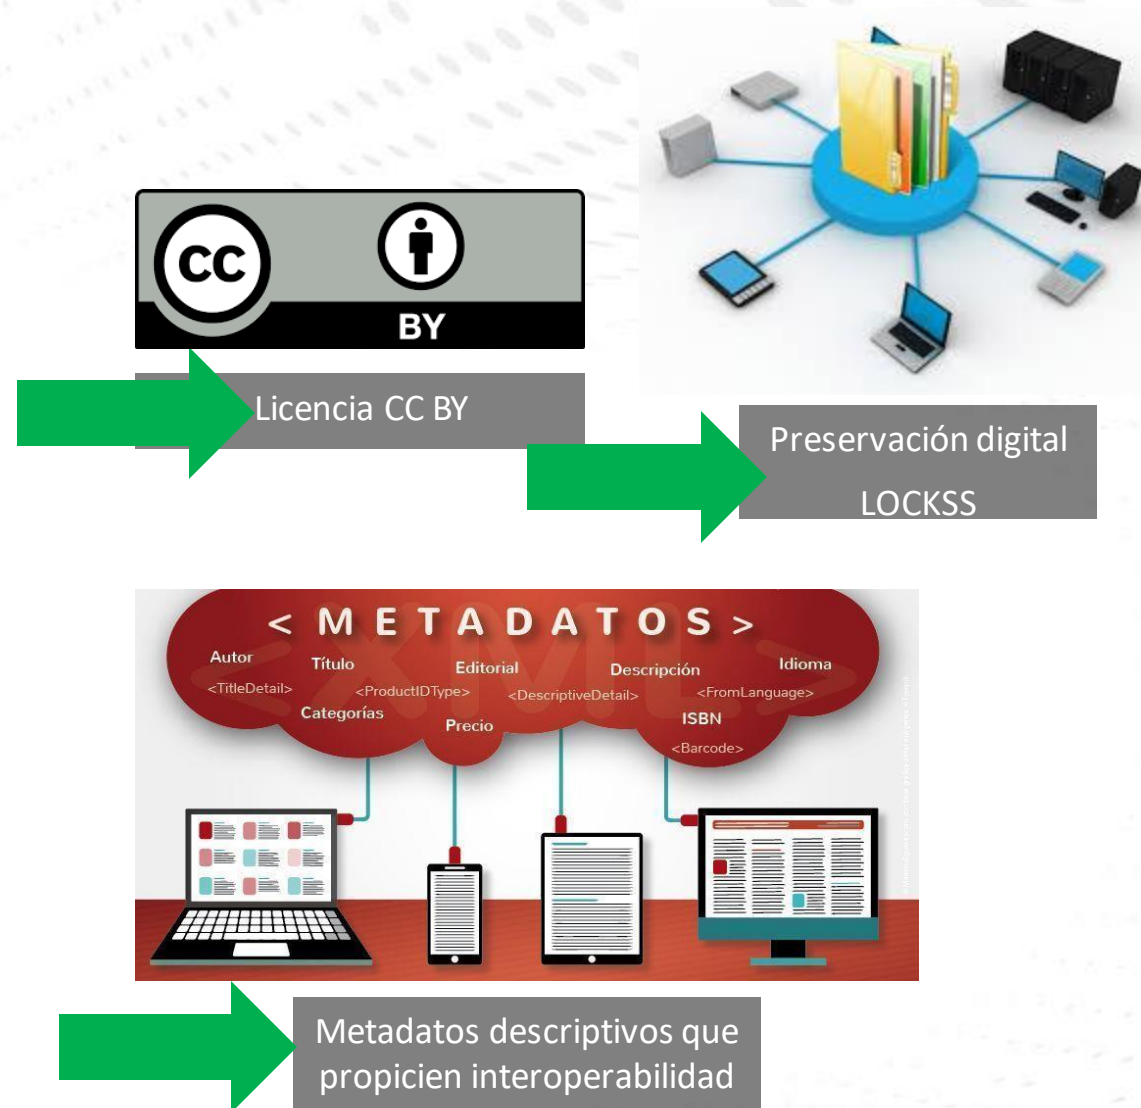 CC
BY
Licencia CC BY
Preservación digital
LOCKSS
< M E T A D A T O S >
Autor Título Editorial Descripción Idioma
<TitleDetail> <ProductIDType> <DescriptiveDetail> <FromLanguage>
Categorías Precio ISBN
<Barcode>
<XML>
Metadatos descriptivos que
propicien interoperabilidad